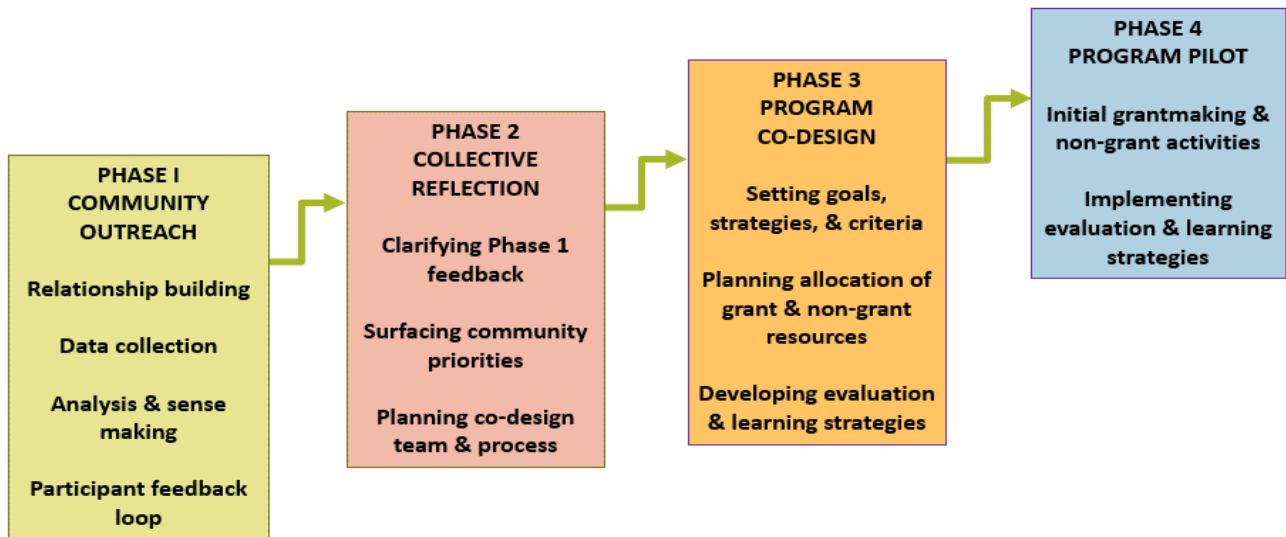 PHASE I
COMMUNITY
OUTREACH
Relationship building
Data collection
Analysis & sense
making
Participant feedback
loop
PHASE 2
COLLECTIVE
REFLECTION
Clarifying Phase 1
feedback
Surfacing community
priorities
Planning co-design
team & process
PHASE 3
PROGRAM
CO-DESIGN
Setting goals,
strategies, & criteria
Planning allocation of
grant & non-grant
resources
Developing evaluation
& learning strategies
PHASE 4
PROGRAM PILOT
Initial grantmaking &
non-grant activities
Implementing
evaluation & learning
strategies